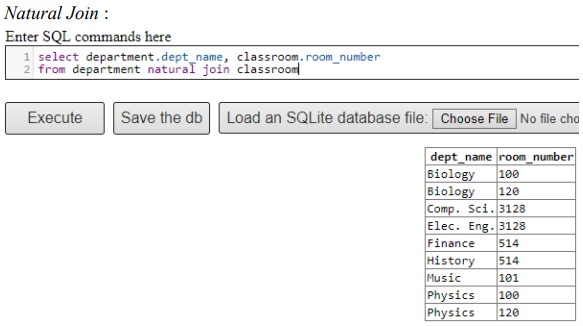 Natural Join :
Enter SQL commands here
1 select department.dept_name, classroom.room_number
2 from department natural join classroom
Execute Save the db Load an SQLite database file: Choose File No file cho
dept_name room_number
Biology 100
Biology 120
Comp. Sci. 3128
Elec. Eng. 3128
Finance 514
History 514
Music 101
Physics 100
Physics 120